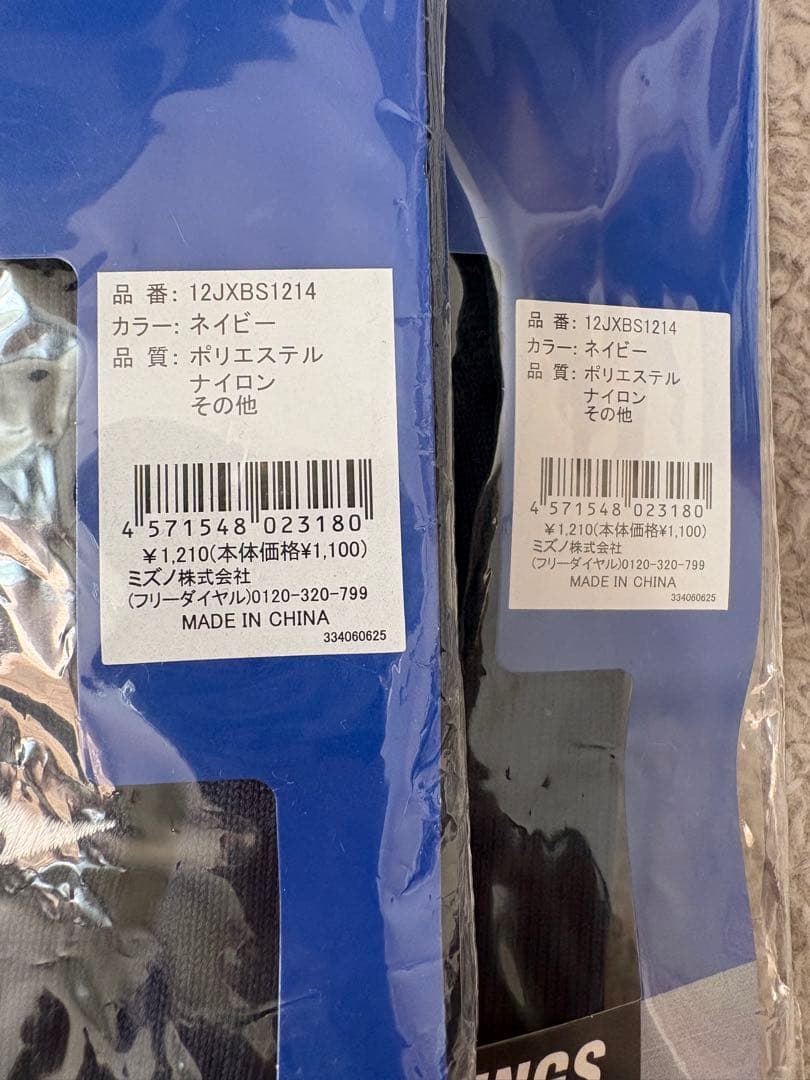 品 番: 12JXBS1214
カラー: ネイビー
品 質: ポリエステル
ナイロン
その他
4 571548 023180
¥1,210(本体価格¥1,100)
ミズノ株式会社
(フリーダイヤル)0120-320-799
MADE IN CHINA
334060625
品 番: 12JXBS1214
カラー: ネイビー
品 質: ポリエステル
ナイロン
その他
4 571548 023180
¥1,210(本体価格¥1,100)
ミズノ株式会社
(フリーダイヤル)0120-320-799
MADE IN CHINA
334060625